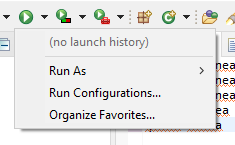 (no launch history)
Run As
Run Configurations...
Organize Favorites...